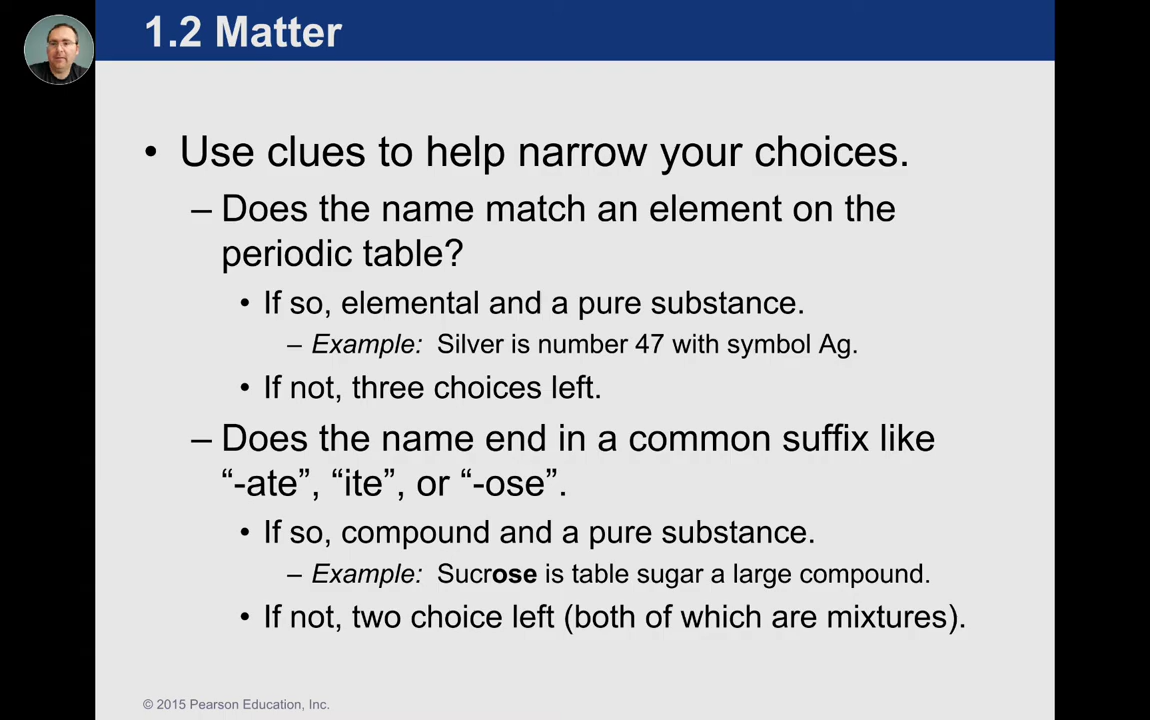 1.2 Matter
• Use clues to help narrow your choices.
– Does the name match an element on the
periodic table?
• If so, elemental and a pure substance.
– Example: Silver is number 47 with symbol Ag.
• If not, three choices left.
– Does the name end in a common suffix like
“-ate”, “ite”, or “-ose”.
• If so, compound and a pure substance.
– Example: Sucrose is table sugar a large compound.
• If not, two choice left (both of which are mixtures).
© 2015 Pearson Education, Inc.